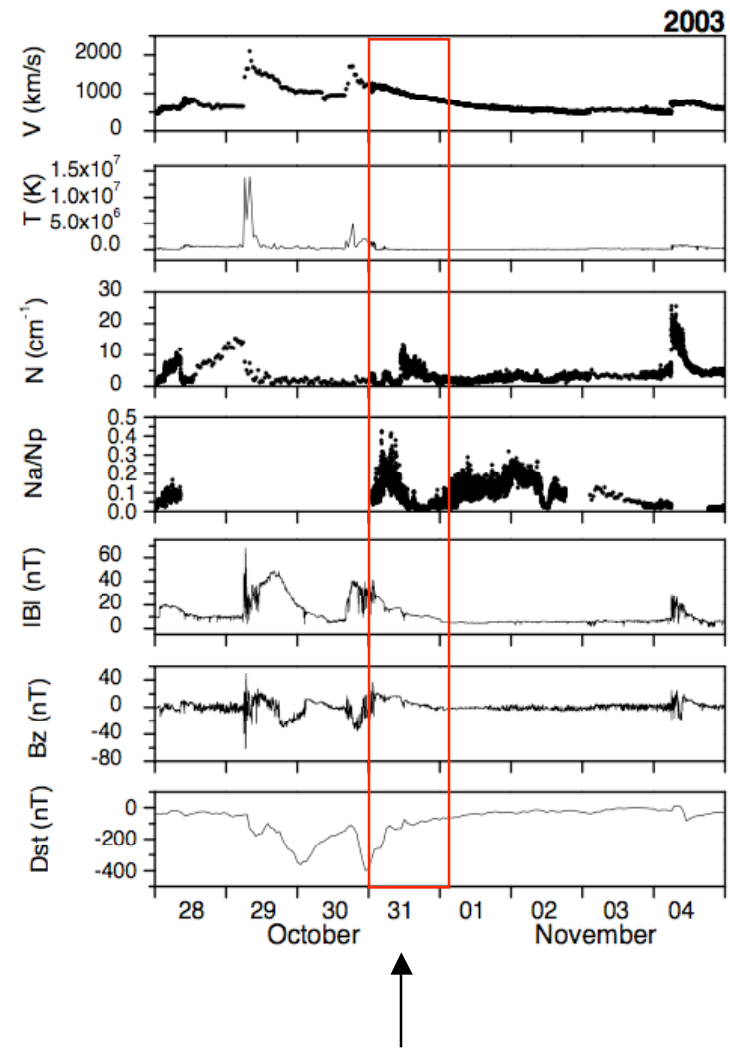 2003
V (km/s)
2000
1000
0
T (K)
1.5x10⁷
1.0x10⁷
5.0x10⁶
0.0
N (cm⁻¹)
30
20
10
0
Na/Np
0.5
0.4
0.3
0.2
0.1
0.0
IBI (nT)
60
40
20
0
Bz (nT)
40
0
-40
-80
Dst (nT)
0
-200
-400
28 29 30 31 01 02 03 04
October November